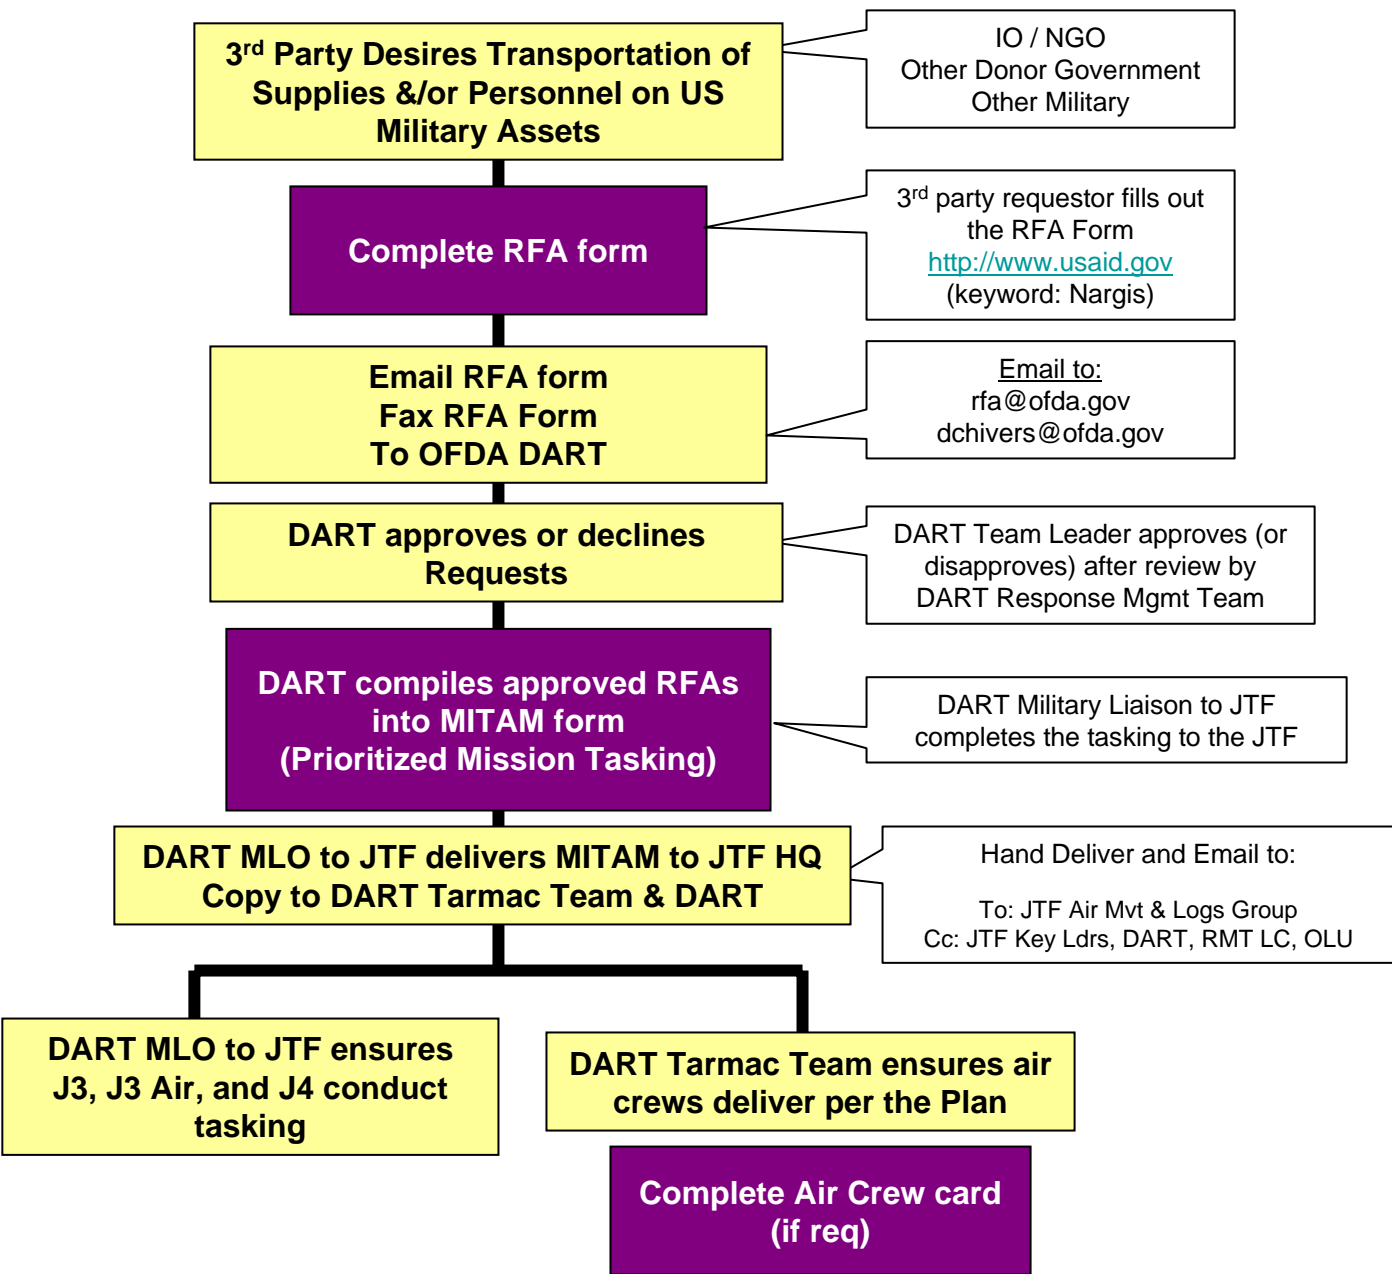 3rd Party Desires Transportation of
Supplies &/or Personnel on US
Military Assets
IO / NGO
Other Donor Government
Other Military
Complete RFA form
3rd party requestor fills out
the RFA Form
http://www.usaid.gov
(keyword: Nargis)
Email RFA form
Fax RFA Form
To OFDA DART
Email to:
rfa@ofda.gov
dchivers@ofda.gov
DART approves or declines
Requests
DART Team Leader approves (or
disapproves) after review by
DART Response Mgmt Team
DART compiles approved RFAs
into MITAM form
(Prioritized Mission Tasking)
DART Military Liaison to JTF
completes the tasking to the JTF
DART MLO to JTF delivers MITAM to JTF HQ
Copy to DART Tarmac Team & DART
Hand Deliver and Email to:
To: JTF Air Mvt & Logs Group
Cc: JTF Key Ldrs, DART, RMT LC, OLU
DART MLO to JTF ensures
J3, J3 Air, and J4 conduct
tasking
DART Tarmac Team ensures air
crews deliver per the Plan
Complete Air Crew card
(if req)